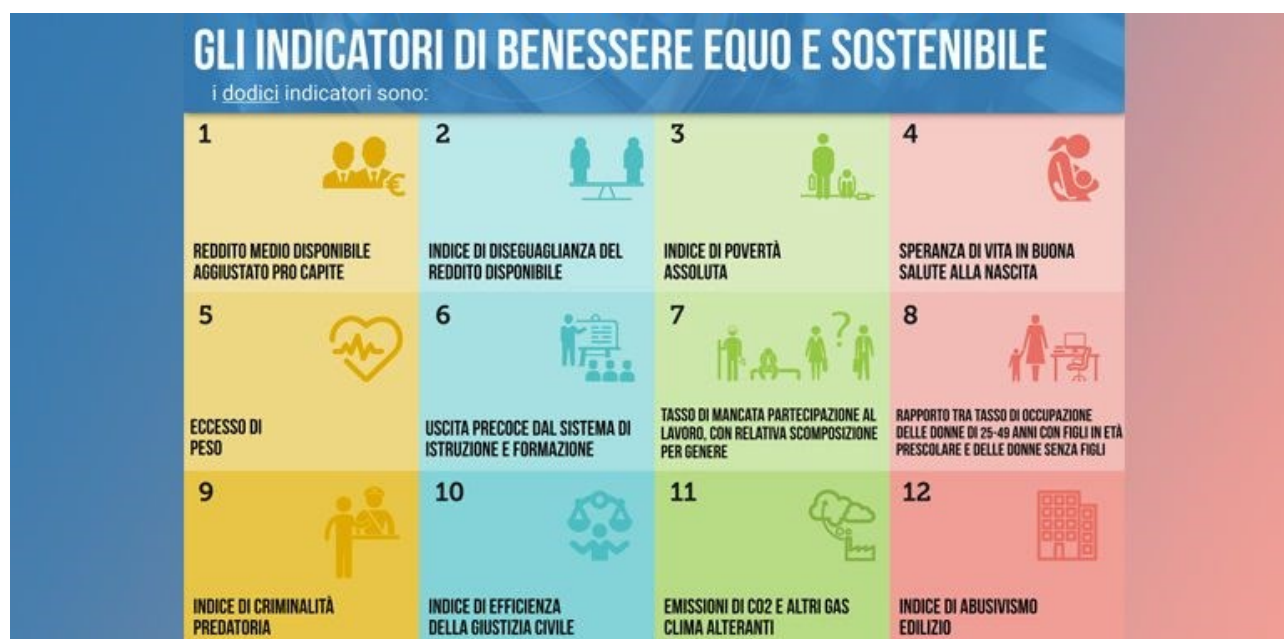 GLI INDICATORI DI BENESSERE EQUO E SOSTENIBILE
i dodici indicatori sono:
1
REDDITO MEDIO DISPONIBILE
AGGIUSTATO PRO CAPITE
2
INDICE DI DISEGUAGLIANZA DEL
REDDITO DISPONIBILE
3
INDICE DI POVERTÀ
ASSOLUTA
4
SPERANZA DI VITA IN BUONA
SALUTE ALLA NASCITA
5
ECCESSO DI
PESO
6
USCITA PRECOCE DAL SISTEMA DI
ISTRUZIONE E FORMAZIONE
7
?
TASSO DI MANCATA PARTECIPAZIONE AL
LAVORO, CON RELATIVA SCOMPOSIZIONE
PER GENERE
8
RAPPORTO TRA TASSO DI OCCUPAZIONE
DELLE DONNE DI 25-49 ANNI CON FIGLI IN ETÀ
PRESCOLARE E DELLE DONNE SENZA FIGLI
9
INDICE DI CRIMINALITÀ
PREDATORIA
10
INDICE DI EFFICIENZA
DELLA GIUSTIZIA CIVILE
11
EMISSIONI DI CO2 E ALTRI GAS
CLIMA ALTERANTI
12
INDICE DI ABUSIVISMO
EDILIZIO